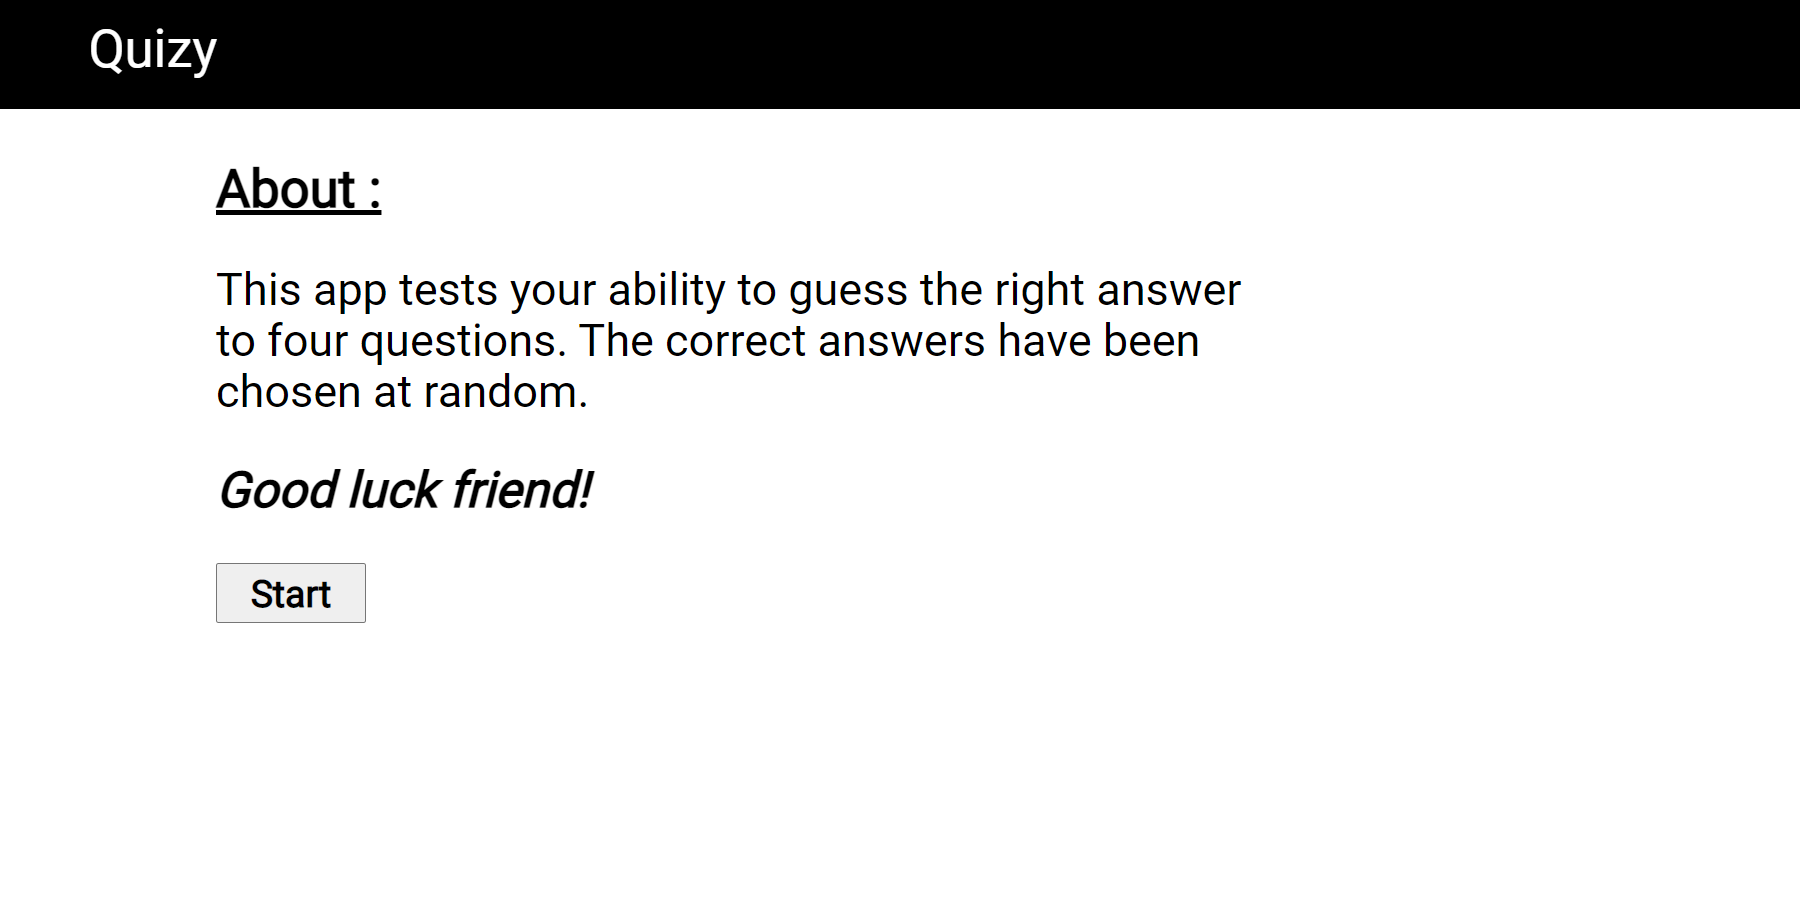 Quizy
About :
This app tests your ability to guess the right answer
to four questions. The correct answers have been
chosen at random.
Good luck friend!
Start